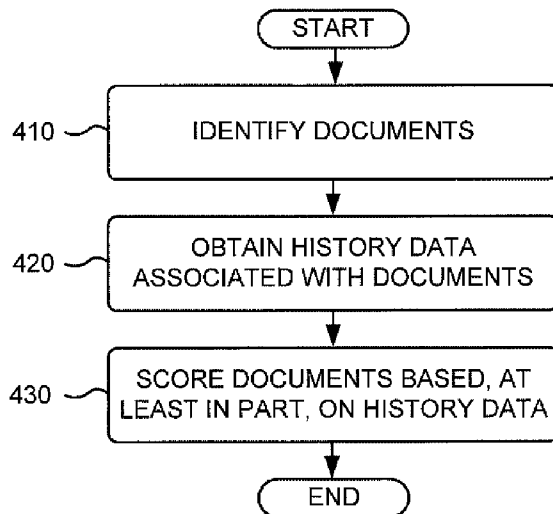 START
410
IDENTIFY DOCUMENTS
420
OBTAIN HISTORY DATA
ASSOCIATED WITH DOCUMENTS
430
SCORE DOCUMENTS BASED, AT
LEAST IN PART, ON HISTORY DATA
END